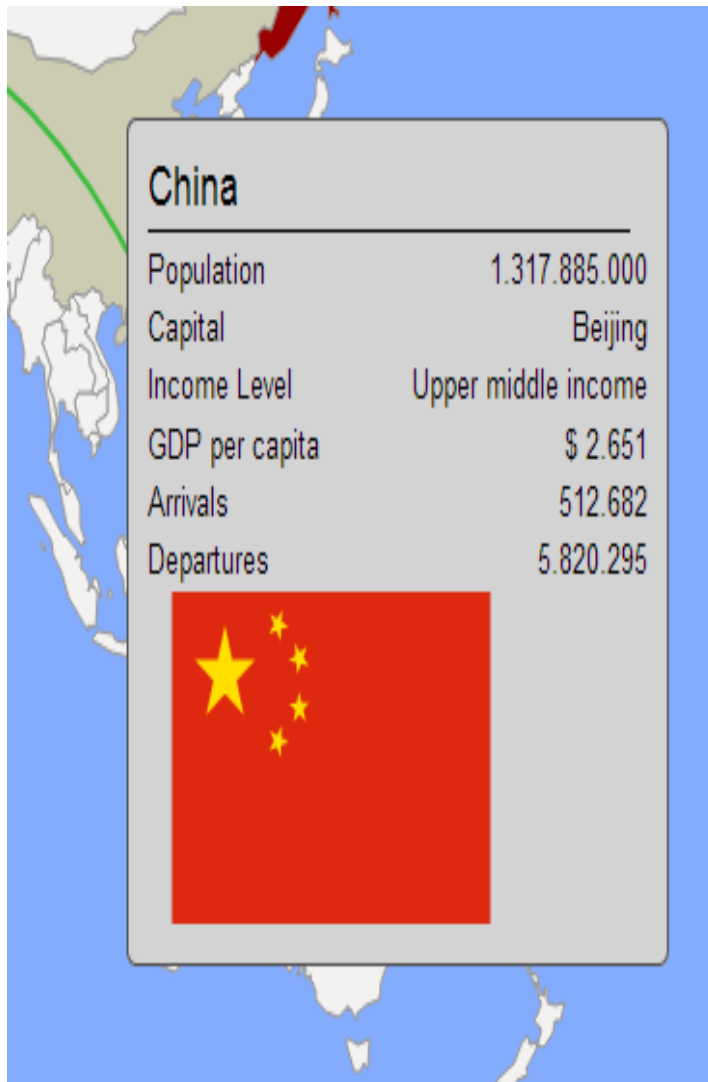 China
Population 1.317.885.000
Capital Beijing
Income Level Upper middle income
GDP per capita $ 2.651
Arrivals 512.682
Departures 5.820.295